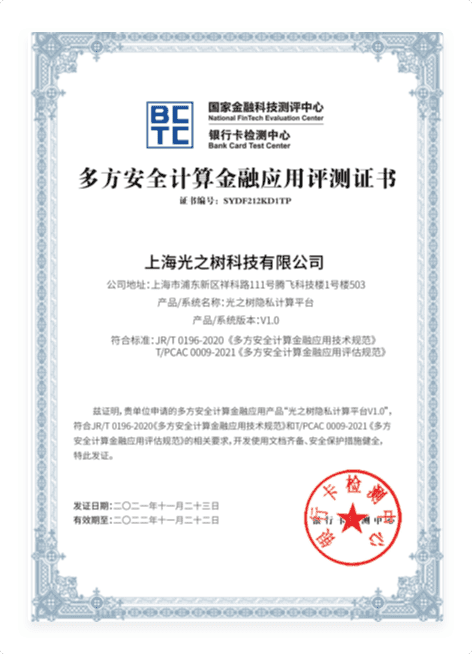 BC
TC
国家金融科技测评中心
National FinTech Evaluation Center
银行卡检测中心
Bank Card Test Center
多方安全计算金融应用评测证书
证书编号：SYDF212KD1TP
上海光之树科技有限公司
公司地址：上海市浦东新区祥科路111号腾飞科技楼1号楼503
产品/系统名称：光之树隐私计算平台
产品/系统版本：V1.0
符合标准：JR/T 0196-2020《多方安全计算金融应用技术规范》
T/PCAC 0009-2021《多方安全计算金融应用评估规范》
兹证明，贵单位申请的多方安全计算金融应用产品“光之树隐私计算平台V1.0”，
符合JR/T 0196-2020《多方安全计算金融应用技术规范》和T/PCAC 0009-2021《多方
安全计算金融应用评估规范》的相关要求，开发使用文档齐备、安全保护措施健全，
特此发证。
发证日期：二〇二一年十一月二十三日
有效期至：二〇二二年十一月二十二日
银行卡检测中心
银行卡检测中心